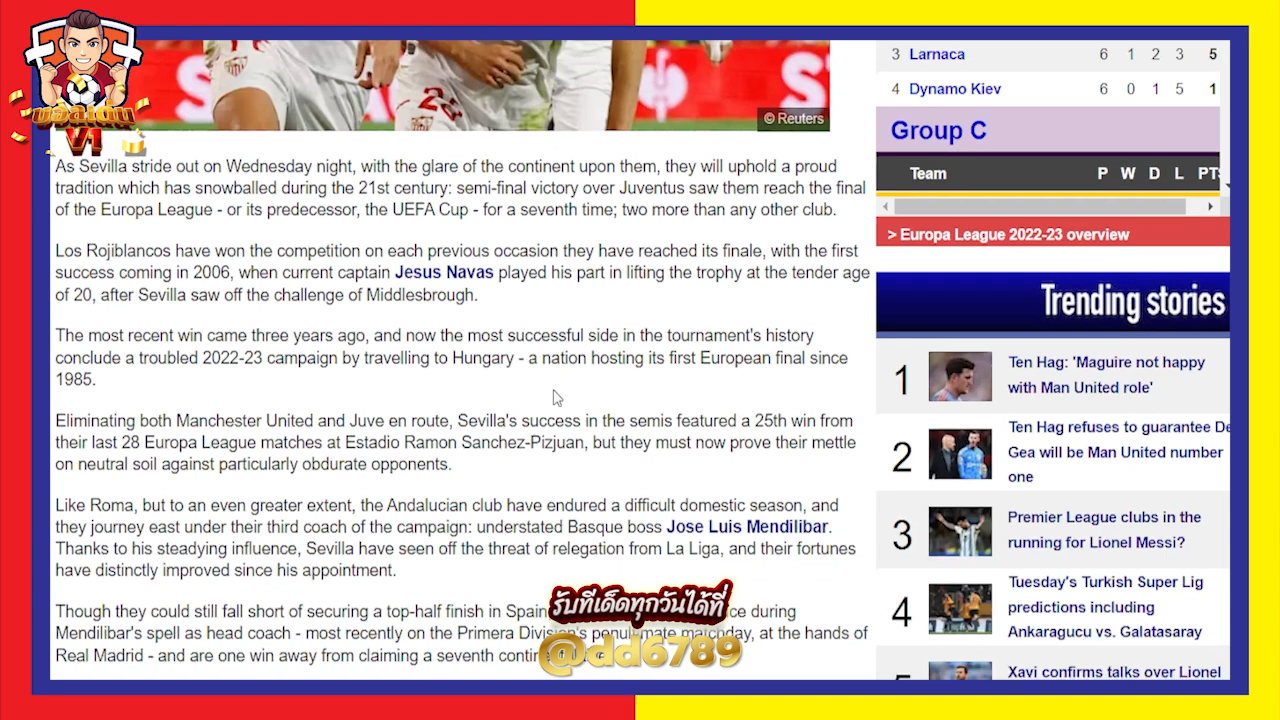 บอลเด่น
V1
© Reuters
As Sevilla stride out on Wednesday night, with the glare of the continent upon them, they will uphold a proud
tradition which has snowballed during the 21st century: semi-final victory over Juventus saw them reach the final
of the Europa League - or its predecessor, the UEFA Cup - for a seventh time; two more than any other club.
Los Rojiblancos have won the competition on each previous occasion they have reached its finale, with the first
success coming in 2006, when current captain Jesus Navas played his part in lifting the trophy at the tender age
of 20, after Sevilla saw off the challenge of Middlesbrough.
The most recent win came three years ago, and now the most successful side in the tournament's history
conclude a troubled 2022-23 campaign by travelling to Hungary - a nation hosting its first European final since
1985.
Eliminating both Manchester United and Juve en route, Sevilla's success in the semis featured a 25th win from
their last 28 Europa League matches at Estadio Ramon Sanchez-Pizjuan, but they must now prove their mettle
on neutral soil against particularly obdurate opponents.
Like Roma, but to an even greater extent, the Andalucian club have endured a difficult domestic season, and
they journey east under their third coach of the campaign: understated Basque boss Jose Luis Mendilibar.
Thanks to his steadying influence, Sevilla have seen off the threat of relegation from La Liga, and their fortunes
have distinctly improved since his appointment.
Though they could still fall short of securing a top-half finish in Spain during
Mendilibar's spell as head coach - most recently on the Primera Division's penultimate matchday, at the hands of
Real Madrid - and are one win away from claiming a seventh
รับทีเด็ดทุกวันได้ที่
@dd6789
3 Larnaca 6 1 2 3 5
4 Dynamo Kiev 6 0 1 5 1
Group C
Team P W D L PTS
> Europa League 2022-23 overview
Trending stories
1
Ten Hag: 'Maguire not happy
with Man United role'
2
Ten Hag refuses to guarantee De
Gea will be Man United number
one
3
Premier League clubs in the
running for Lionel Messi?
4
Tuesday's Turkish Super Lig
predictions including
Ankaragucu vs. Galatasaray
Xavi confirms talks over Lionel